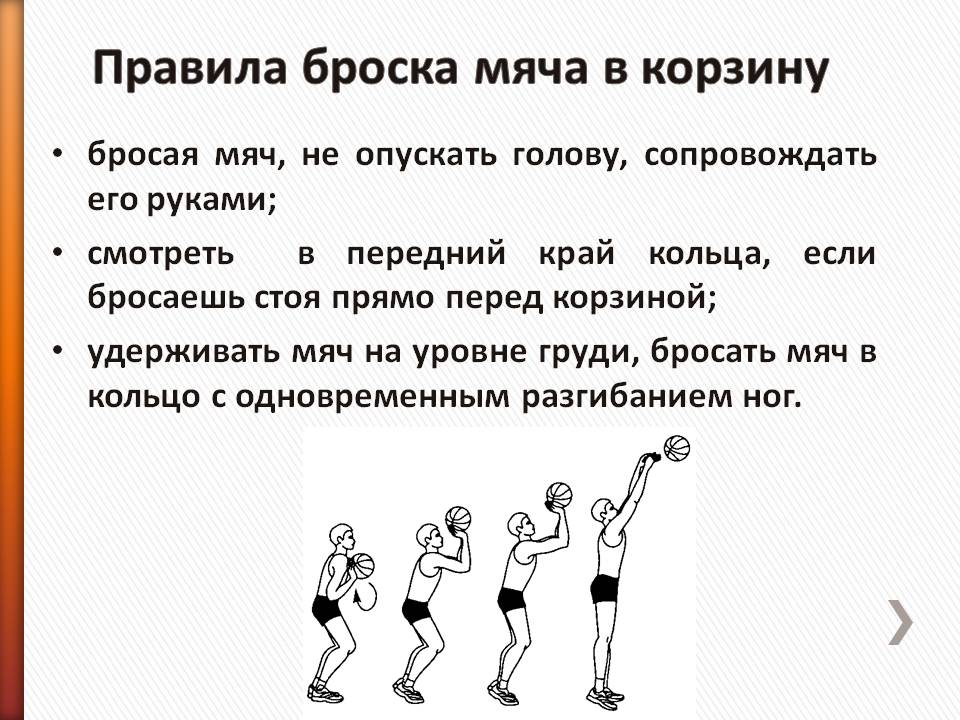 Правила броска мяча в корзину
• бросая мяч, не опускать голову, сопровождать
его руками;
• смотреть в передний край кольца, если
бросаешь стоя прямо перед корзиной;
• удерживать мяч на уровне груди, бросать мяч в
кольцо с одновременным разгибанием ног.